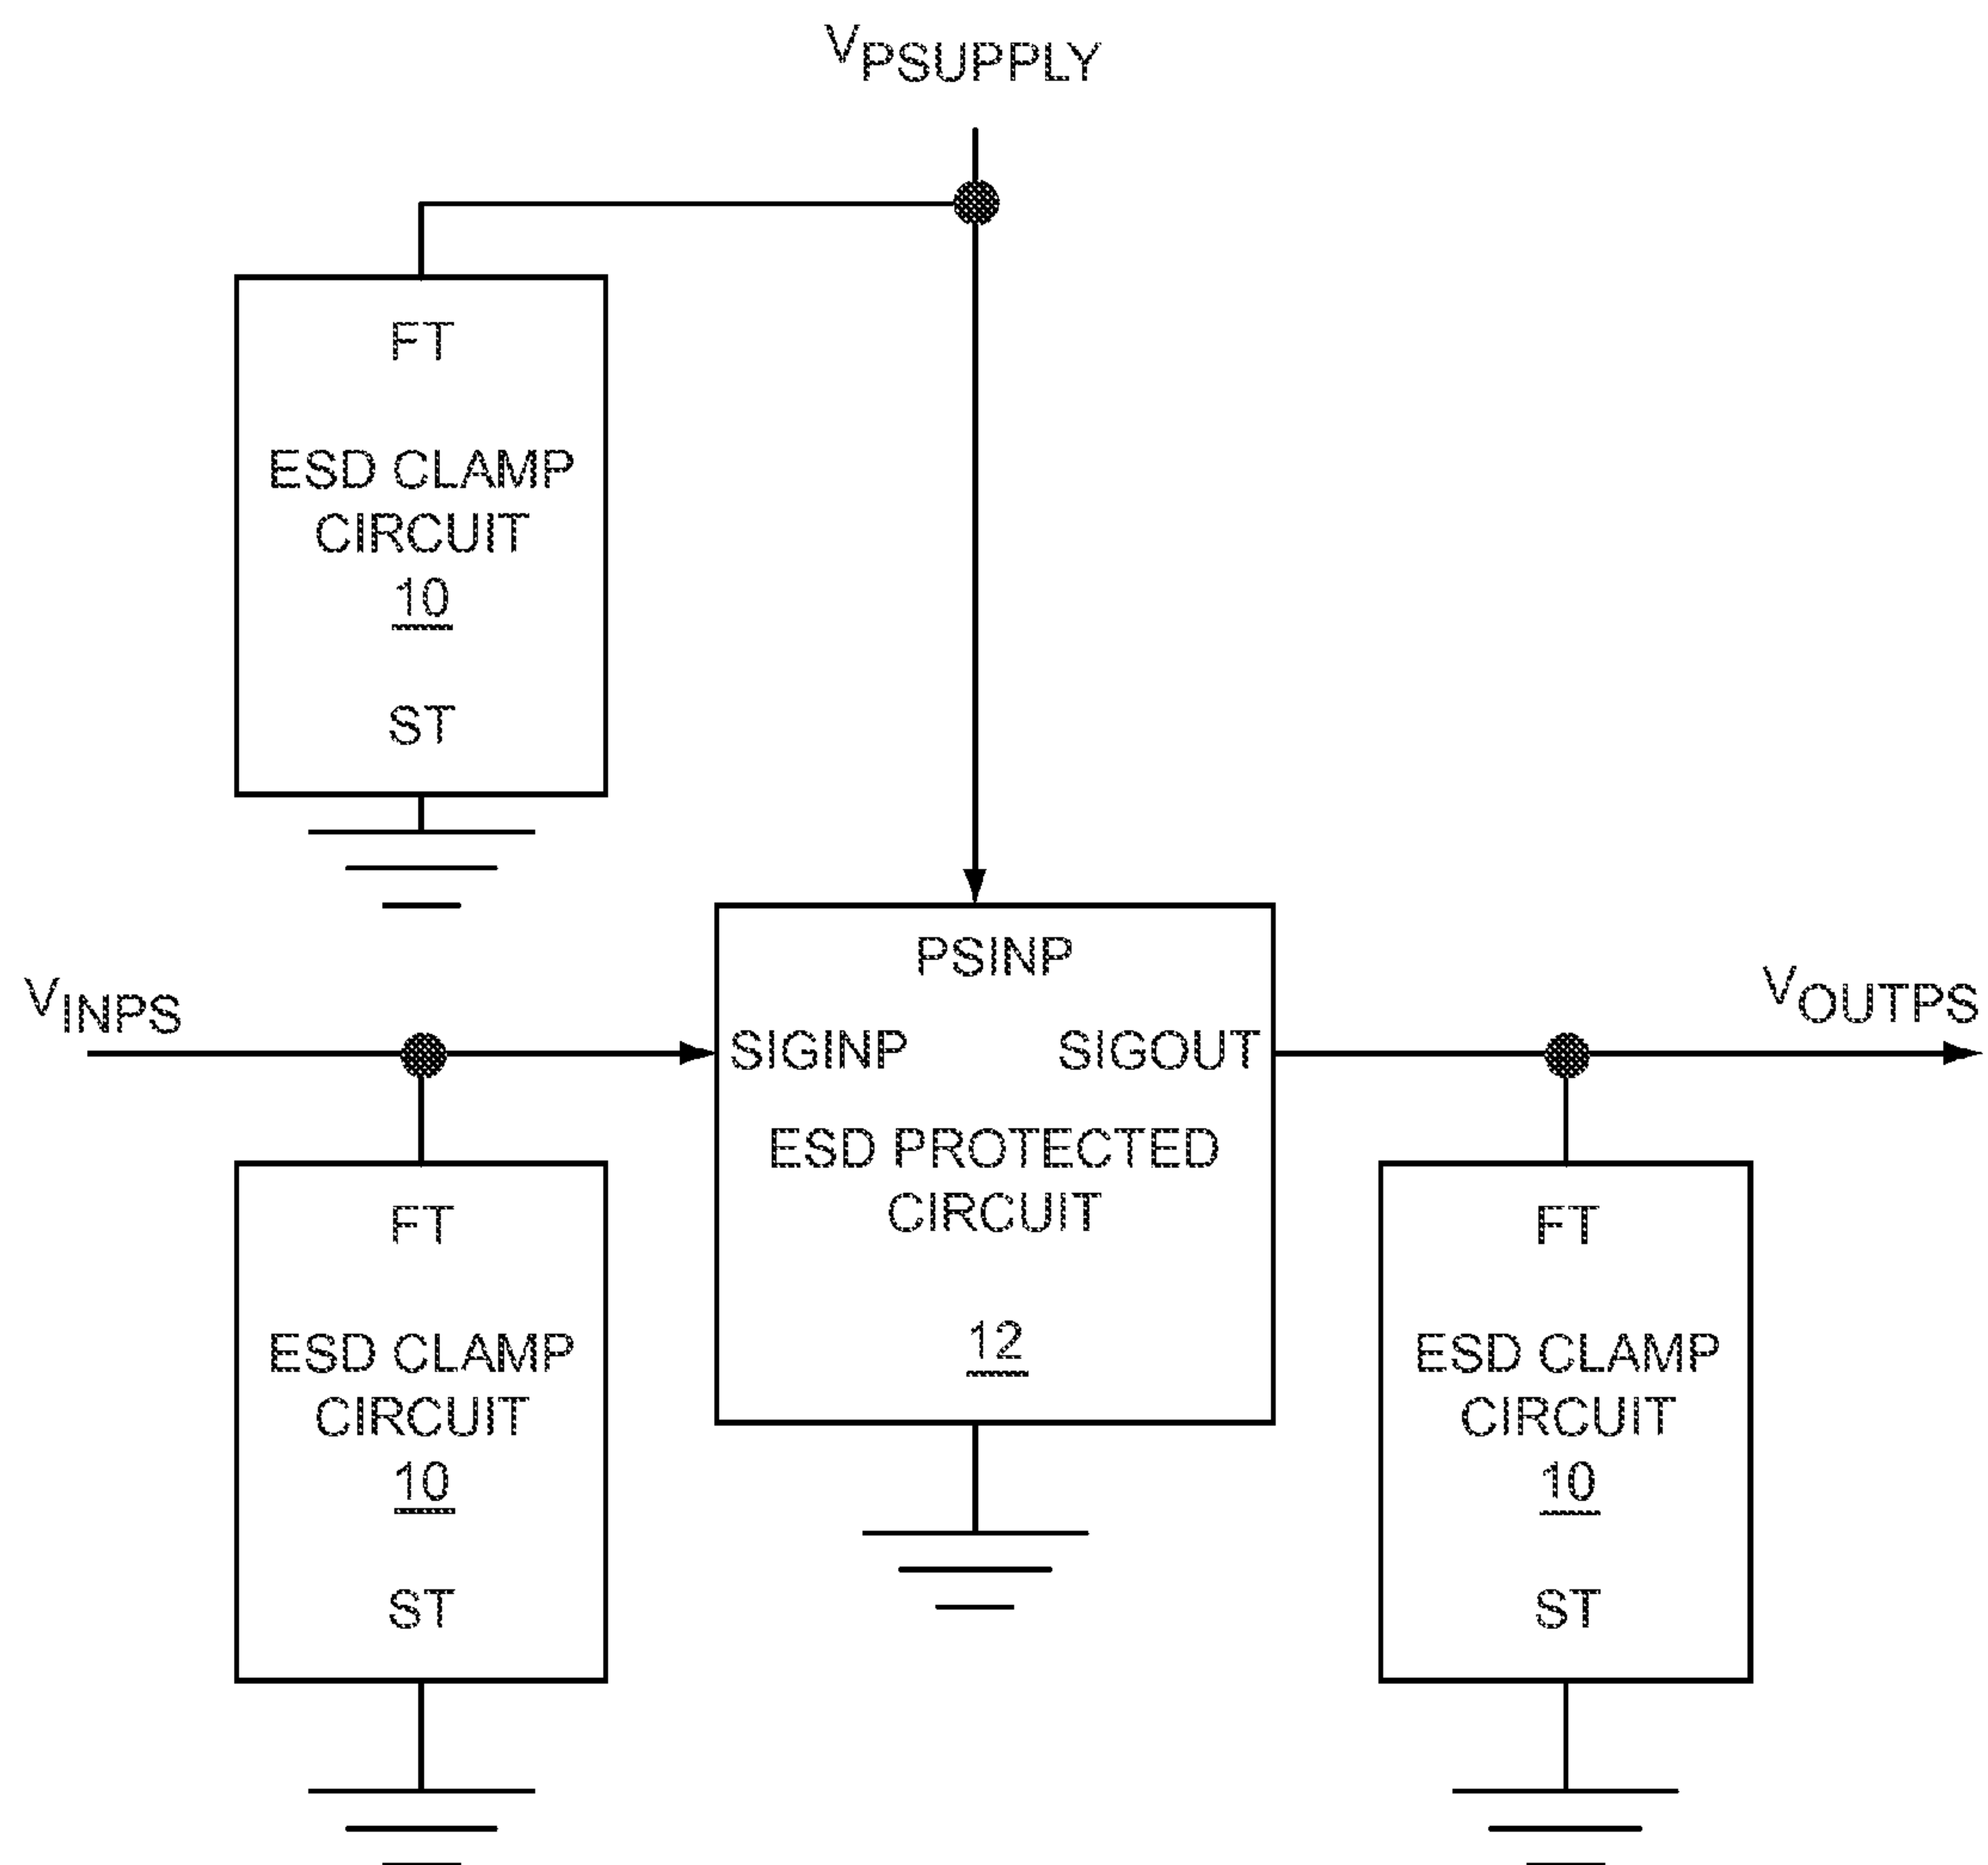 VPSUPPLY
FT
ESD CLAMP
CIRCUIT
10
ST
VINPS
PSINP
SIGINP SIGOUT
ESD PROTECTED
CIRCUIT
12
VOUTPS
FT
ESD CLAMP
CIRCUIT
10
ST
FT
ESD CLAMP
CIRCUIT
10
ST